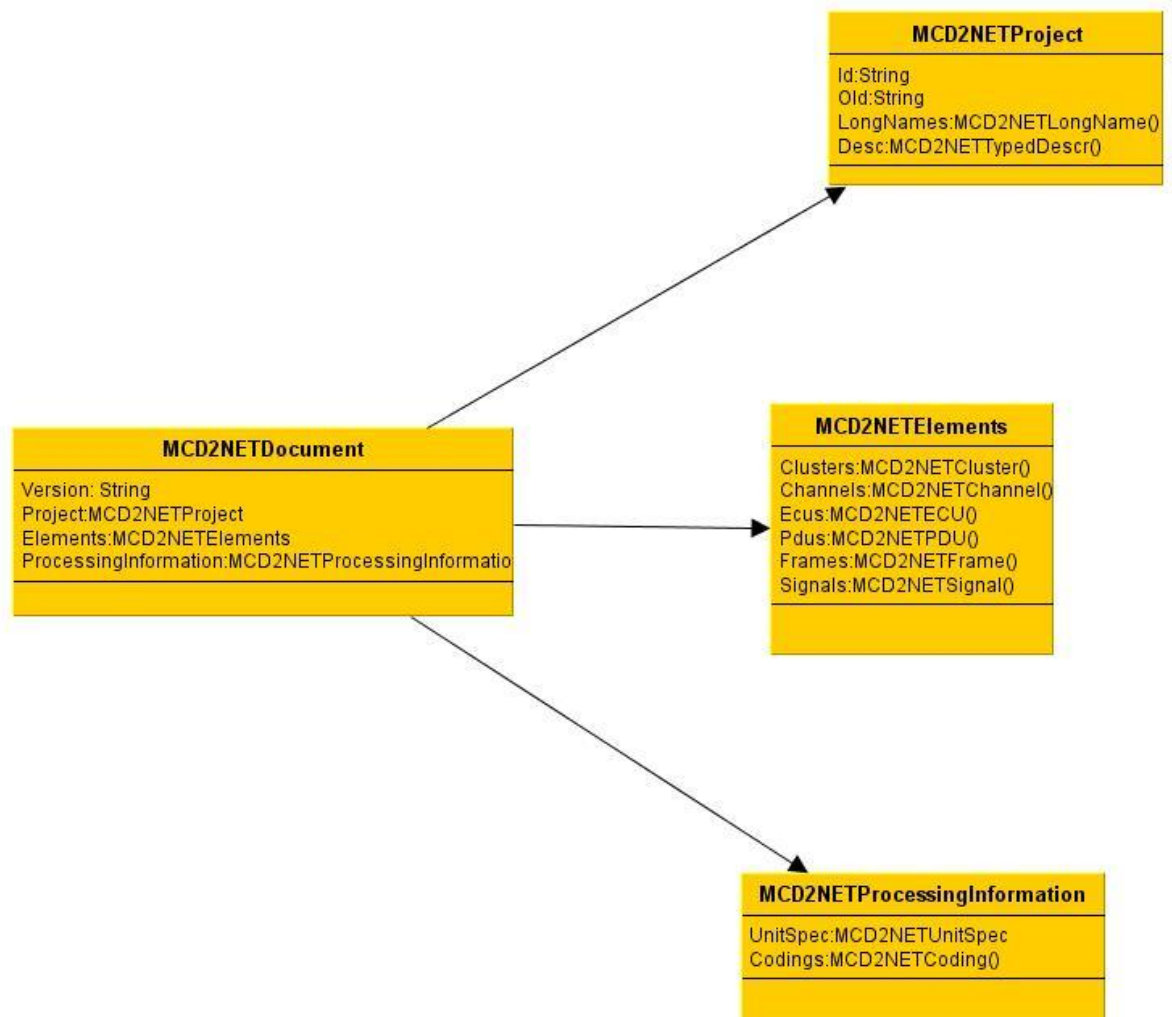 MCD2NETProject
Id:String
OId:String
LongNames:MCD2NETLongName()
Desc:MCD2NETTypedDescr()
MCD2NETDocument
Version: String
Project:MCD2NETProject
Elements:MCD2NETElements
ProcessingInformation:MCD2NETProcessingInformatio
MCD2NETElements
Clusters:MCD2NETCluster()
Channels:MCD2NETChannel()
Ecus:MCD2NETECU()
Pdus:MCD2NETPDU()
Frames:MCD2NETFrame()
Signals:MCD2NETSignal()
MCD2NETProcessingInformation
UnitSpec:MCD2NETUnitSpec
Codings:MCD2NETCoding()